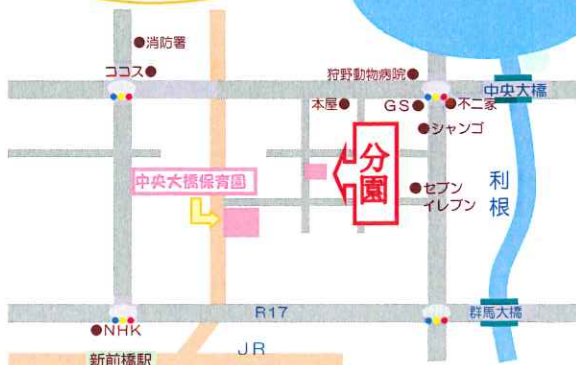 ●消防署
ココス●
狩野動物病院●
中央大橋
本屋●
GS●
●不二家
●シャンゴ
分園
中央大橋保育園
●セブン
イレブン
利根
R17
群馬大橋
●NHK
JR
新前橋駅